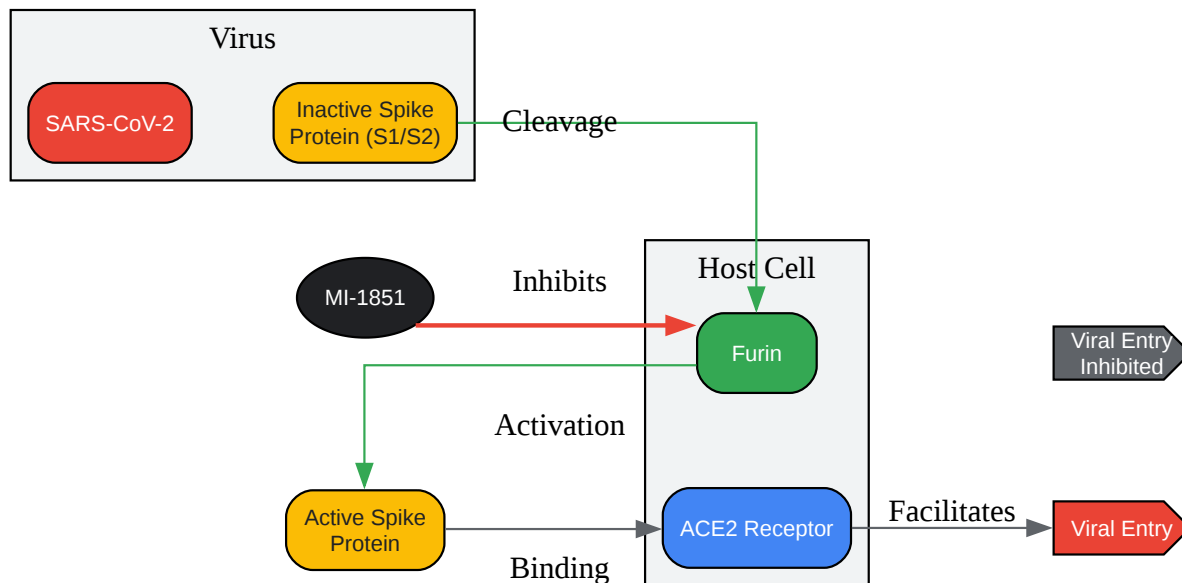 Virus
SARS-CoV-2
Inactive Spike
Protein (S1/S2)
Cleavage
Host Cell
MI-1851
Inhibits
Furin
Viral Entry
Inhibited
Activation
Active Spike
Protein
Binding
ACE2 Receptor
Facilitates
Viral Entry